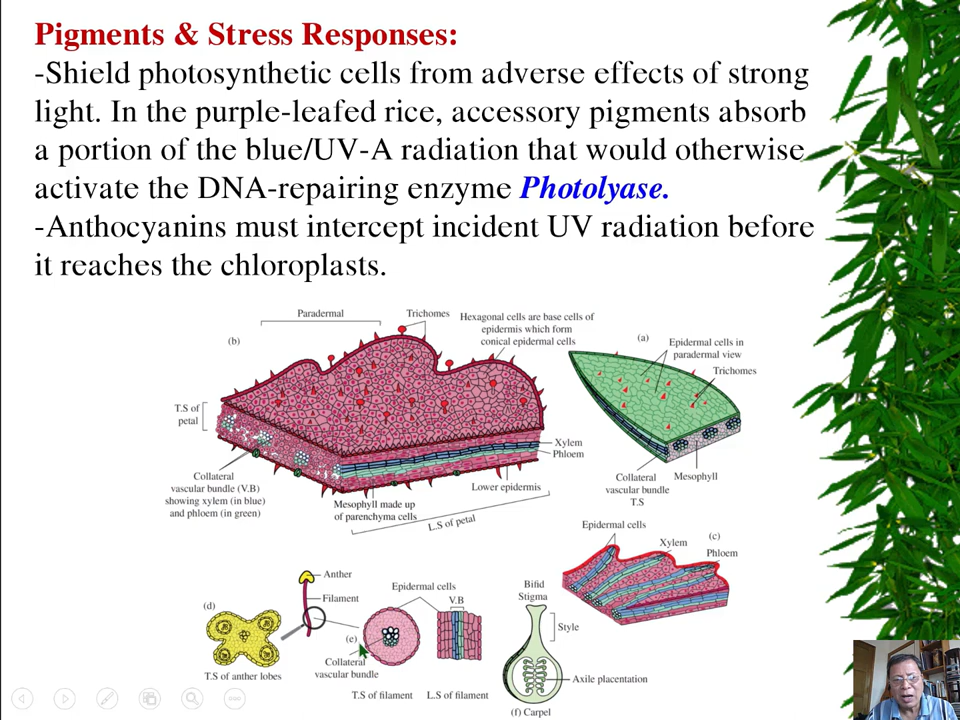 Pigments & Stress Responses:
-Shield photosynthetic cells from adverse effects of strong
light. In the purple-leafed rice, accessory pigments absorb
a portion of the blue/UV-A radiation that would otherwise
activate the DNA-repairing enzyme Photolyase.
-Anthocyanins must intercept incident UV radiation before
it reaches the chloroplasts.
Paradermal
Trichomes
Hexagonal cells are base cells of
epidermis which form
conical epidermal cells
(b)
(a)
Epidermal cells in
paradermal view
Trichomes
T.S of
petal
Xylem
Phloem
Collateral
vascular bundle (V.B)
showing xylem (in blue)
and phloem (in green)
Mesophyll made up
of parenchyma cells
Lower epidermis
L.S of petal
Collateral
vascular bundle
T.S
Mesophyll
Epidermal cells
Xylem
(c)
Phloem
Anther
Filament
(d)
T.S of anther lobes
Epidermal cells
V.B
(e)
Collateral
vascular bundle
T.S of filament
L.S of filament
Bifid
Stigma
Style
Axile placentation
(f) Carpel